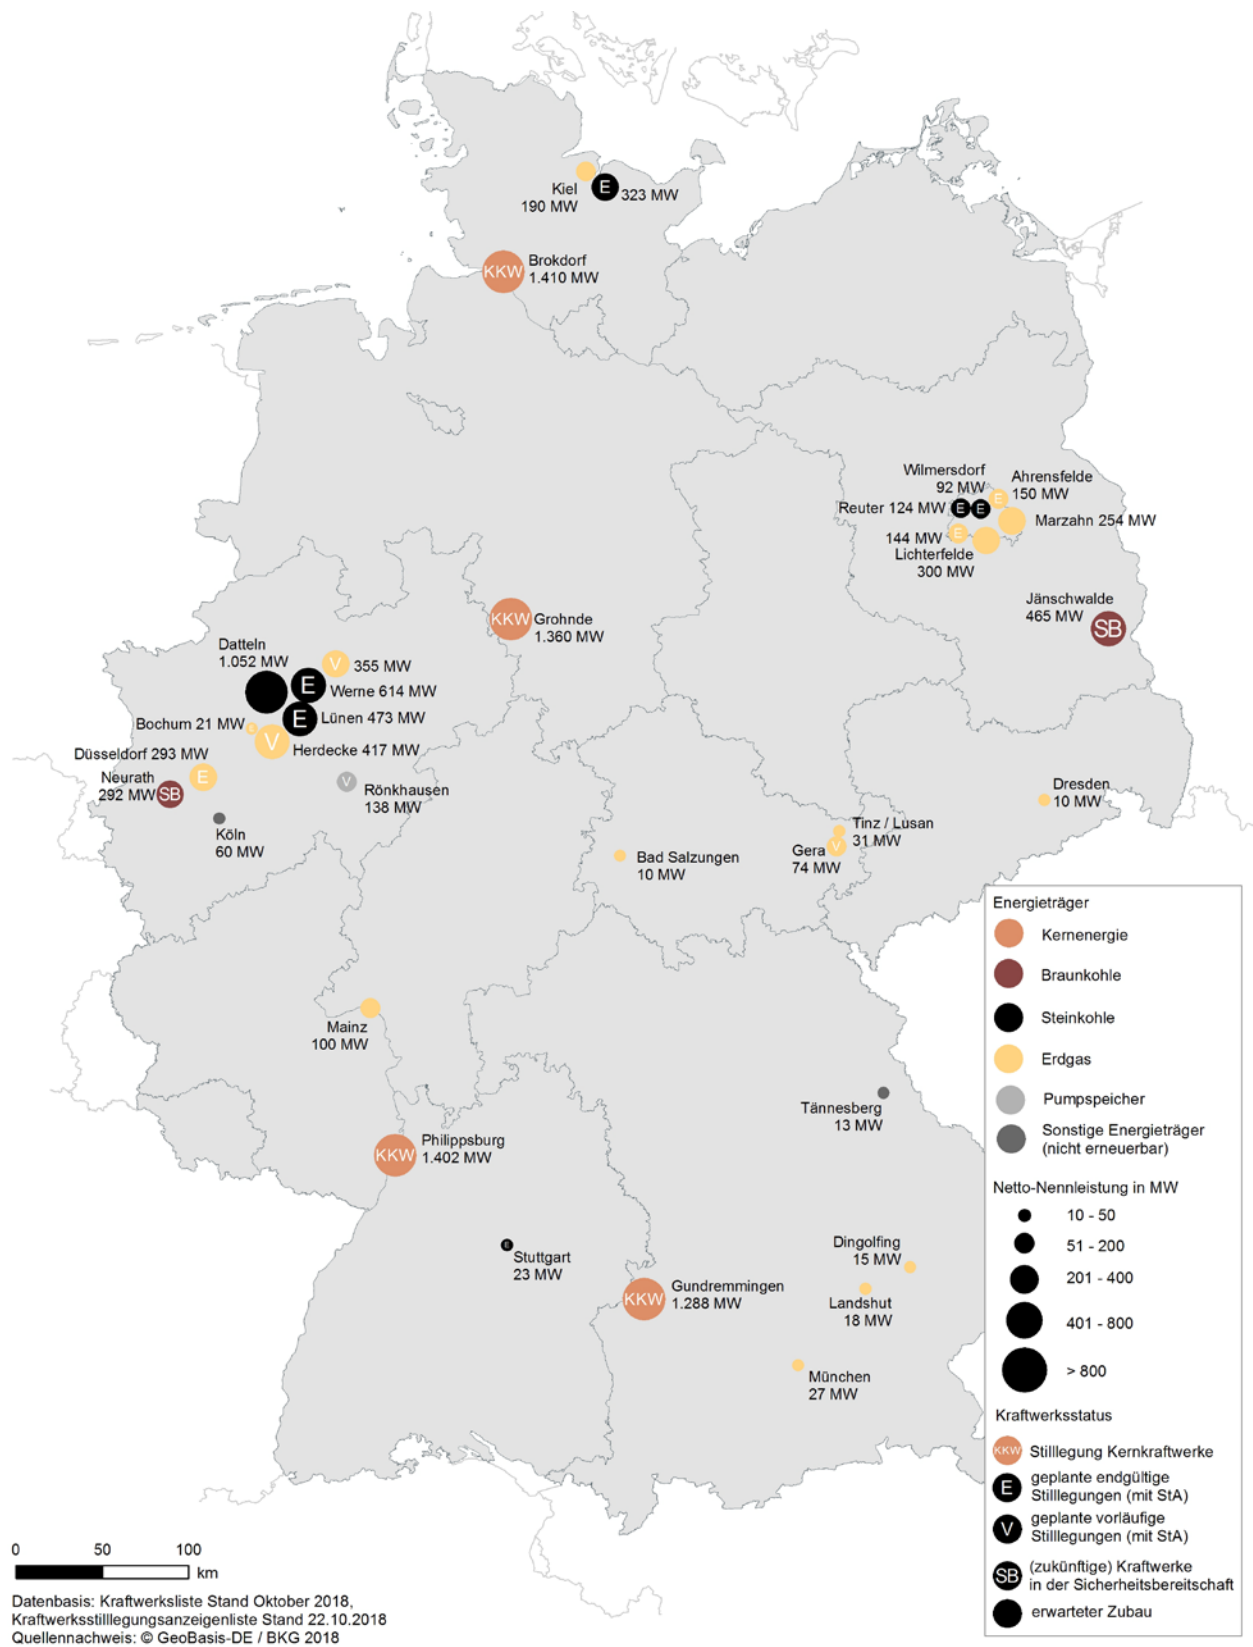 Kiel
190 MW
E
323 MW
KKW
Brokdorf
1.410 MW
Wilmersdorf
92 MW
Ahrensfelde
150 MW
E
Reuter 124 MW
E
E
Marzahn 254 MW
144 MW
E
Lichterfelde
300 MW
Jänschwalde
465 MW
SB
KKW
Grohnde
1.360 MW
Datteln
1.052 MW
V
355 MW
E
Werne 614 MW
E
Lünen 473 MW
Bochum 21 MW
V
Herdecke 417 MW
Düsseldorf 293 MW
E
Neurath
292 MW
SB
V
Rönkhausen
138 MW
Köln
60 MW
Dresden
10 MW
Tinz / Lusan
31 MW
Gera
74 MW
V
Bad Salzungen
10 MW
Mainz
100 MW
Tännesberg
13 MW
KKW
Philippsburg
1.402 MW
E
Stuttgart
23 MW
KKW
Gundremmingen
1.288 MW
Dingolfing
15 MW
Landshut
18 MW
München
27 MW
Energieträger
Kernenergie
Braunkohle
Steinkohle
Erdgas
Pumpspeicher
Sonstige Energieträger
(nicht erneuerbar)
Netto-Nennleistung in MW
10 - 50
51 - 200
201 - 400
401 - 800
> 800
Kraftwerksstatus
KKW
Stilllegung Kernkraftwerke
E
geplante endgültige
Stilllegungen (mit StA)
V
geplante vorläufige
Stilllegungen (mit StA)
SB
(zukünftige) Kraftwerke
in der Sicherheitsbereitschaft
erwarteter Zubau
0 50 100
km
Datenbasis: Kraftwerksliste Stand Oktober 2018,
Kraftwerksstilllegungsanzeigenliste Stand 22.10.2018
Quellennachweis: © GeoBasis-DE / BKG 2018